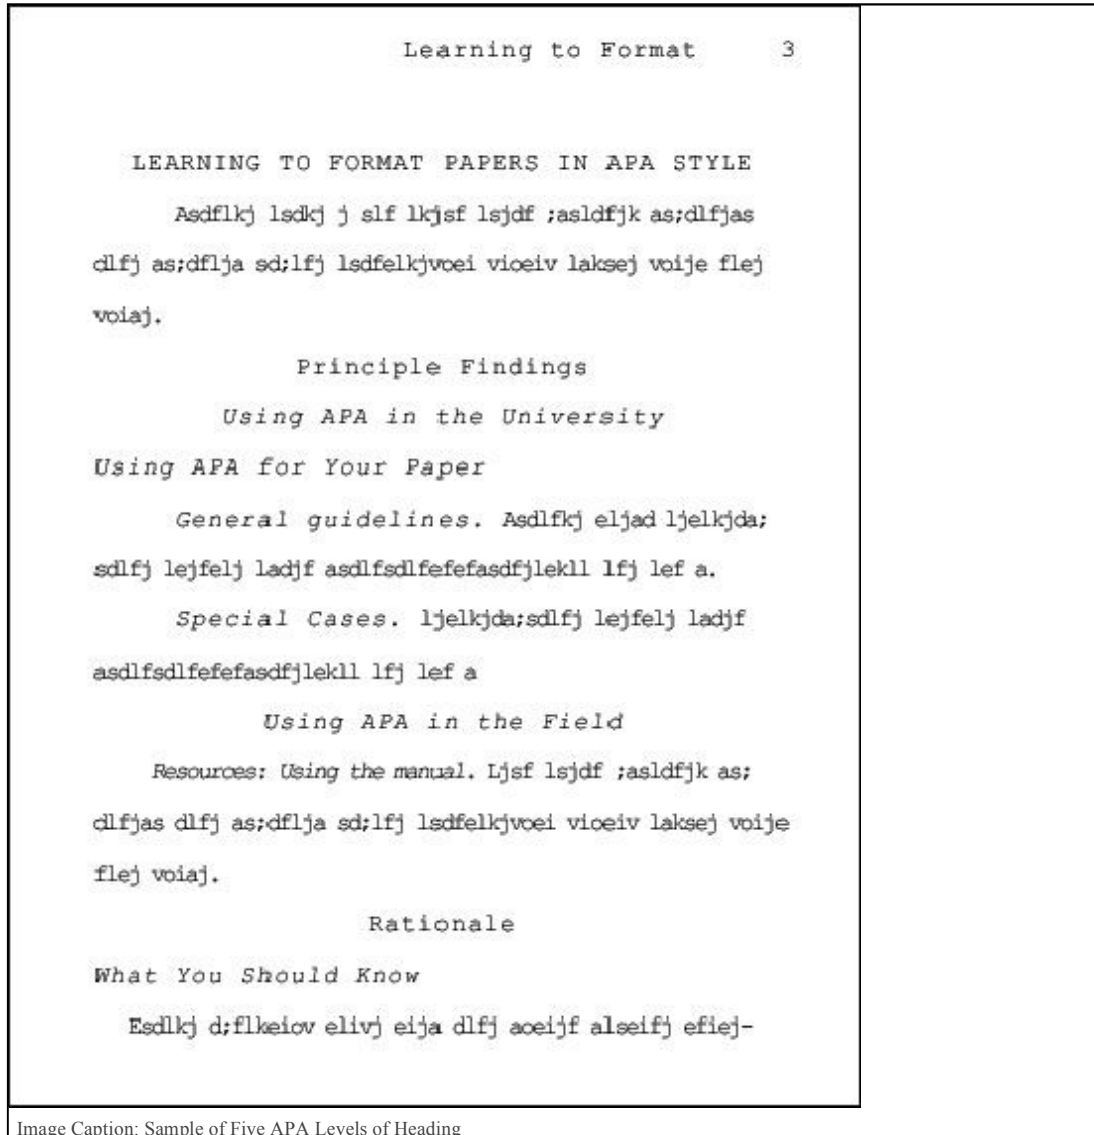 Learning to Format 3
LEARNING TO FORMAT PAPERS IN APA STYLE
Asdflkj lsdkj j slf lkjsf lsjdf ;asldfjk as;dlfjas
dlfj as;dflja sd;lfj lsdfelkjvoei vioeiv laksej voije flej
voiaj.
Principle Findings
Using APA in the University
Using APA for Your Paper
General guidelines. Asdlfkj eljad ljelkjda;
sdlfj lejfelj ladjf asdlfsdlfefefasdfjlekll lfj lef a.
Special Cases. ljelkjda;sdlfj lejfelj ladjf
asdlfsdlfefefasdfjlekll lfj lef a
Using APA in the Field
Resources: Using the manual. Ljsf lsjdf ;asldfjk as;
dlfjas dlfj as;dflja sd;lfj lsdfelkjvoei vioeiv laksej voije
flej voiaj.
Rationale
What You Should Know
Esdlkj d;flkeiov elivj eija dlfj aoeijf alseifj efiej-
Image Caption: Sample of Five APA Levels of Heading